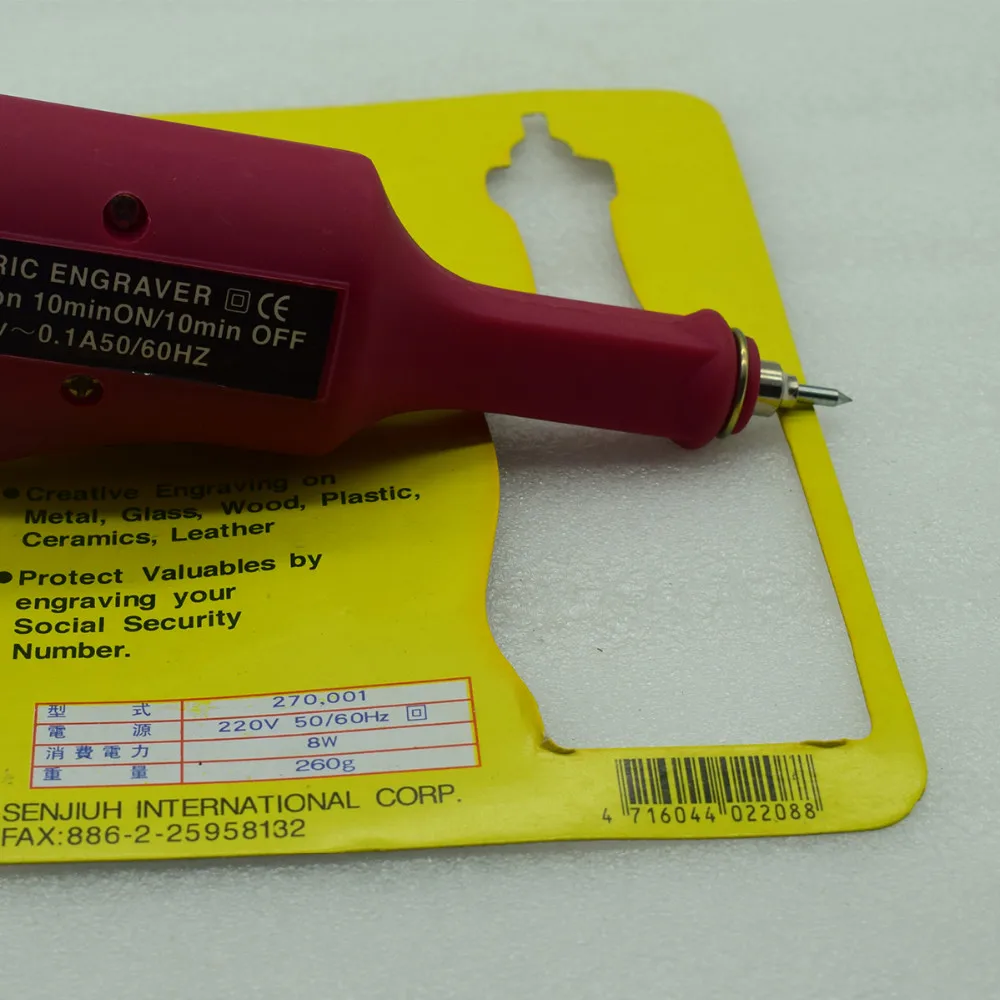 ENGRAVER CE
10minON/10min OFF
~0.1A50/60HZ
• Creative Engraving on
Metal, Glass, Wood, Plastic,
Ceramics, Leather
• Protect Valuables by
engraving your
Social Security
Number.
型 式 270,001
電 源 220V 50/60Hz
消費電力 8W
重 量 260g
SENJIUH INTERNATIONAL CORP.
FAX:886-2-25958132
4 716044 022088